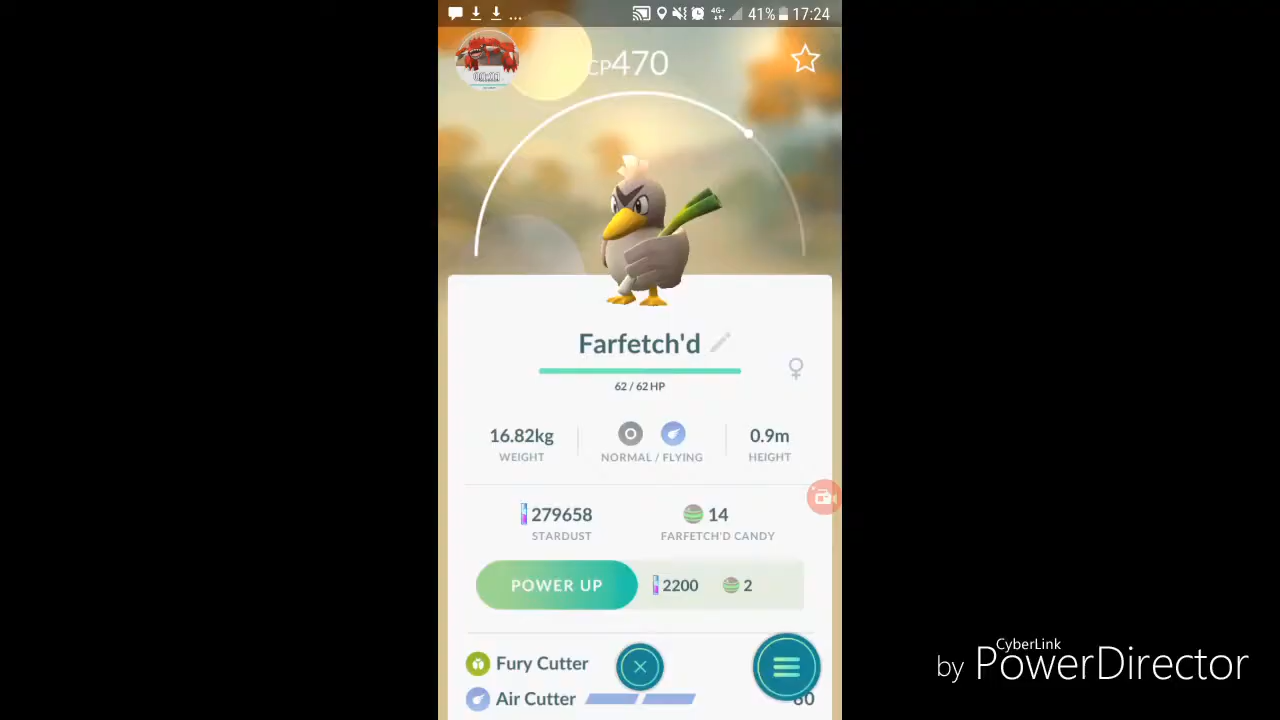 ... 4G+ 41% 17:24
CP470
Farfetch'd
62 / 62 HP
16.82kg
WEIGHT
NORMAL / FLYING
0.9m
HEIGHT
279658
STARDUST
14
FARFETCH'D CANDY
POWER UP 2200 2
Fury Cutter
Air Cutter 60
by CyberLink PowerDirector